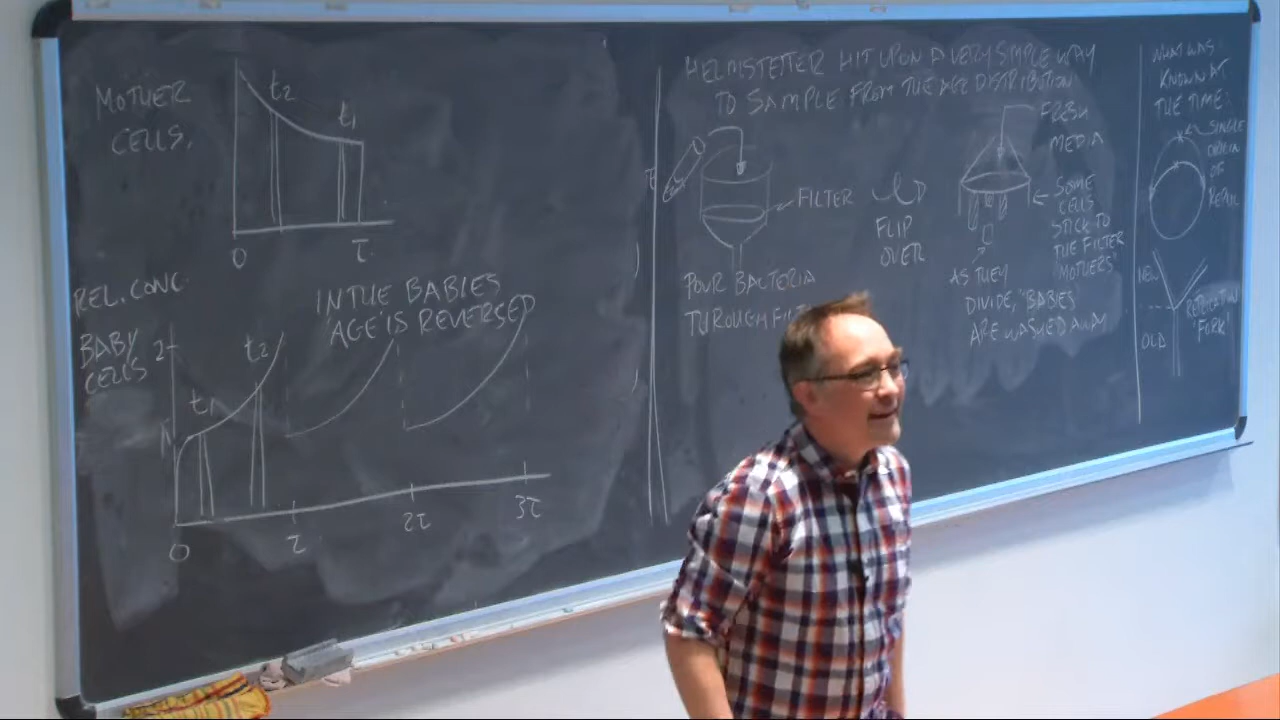 MOTHER
CELLS.
t2
t1
0
τ
REL. CONC.
BABY
CELLS
IN THE BABIES
'AGE' IS REVERSED
2
1
t1
t2
0
τ
2τ
3τ
HELMSTETTER HIT UPON A VERY SIMPLE WAY
TO SAMPLE FROM THE AGE DISTRIBUTION
FILTER
POUR BACTERIA
THROUGH
FLIP
OVER
FRESH
MEDIA
SOME
CELLS
STICK TO
THE FILTER
"MOTHERS"
AS THEY
DIVIDE, "BABIES
ARE WASHED AWAY
WHAT WAS
KNOWN AT
THE TIME:
SINGLE
ORIGIN
OF
NEW
OLD
REPLICATION
'FORK'